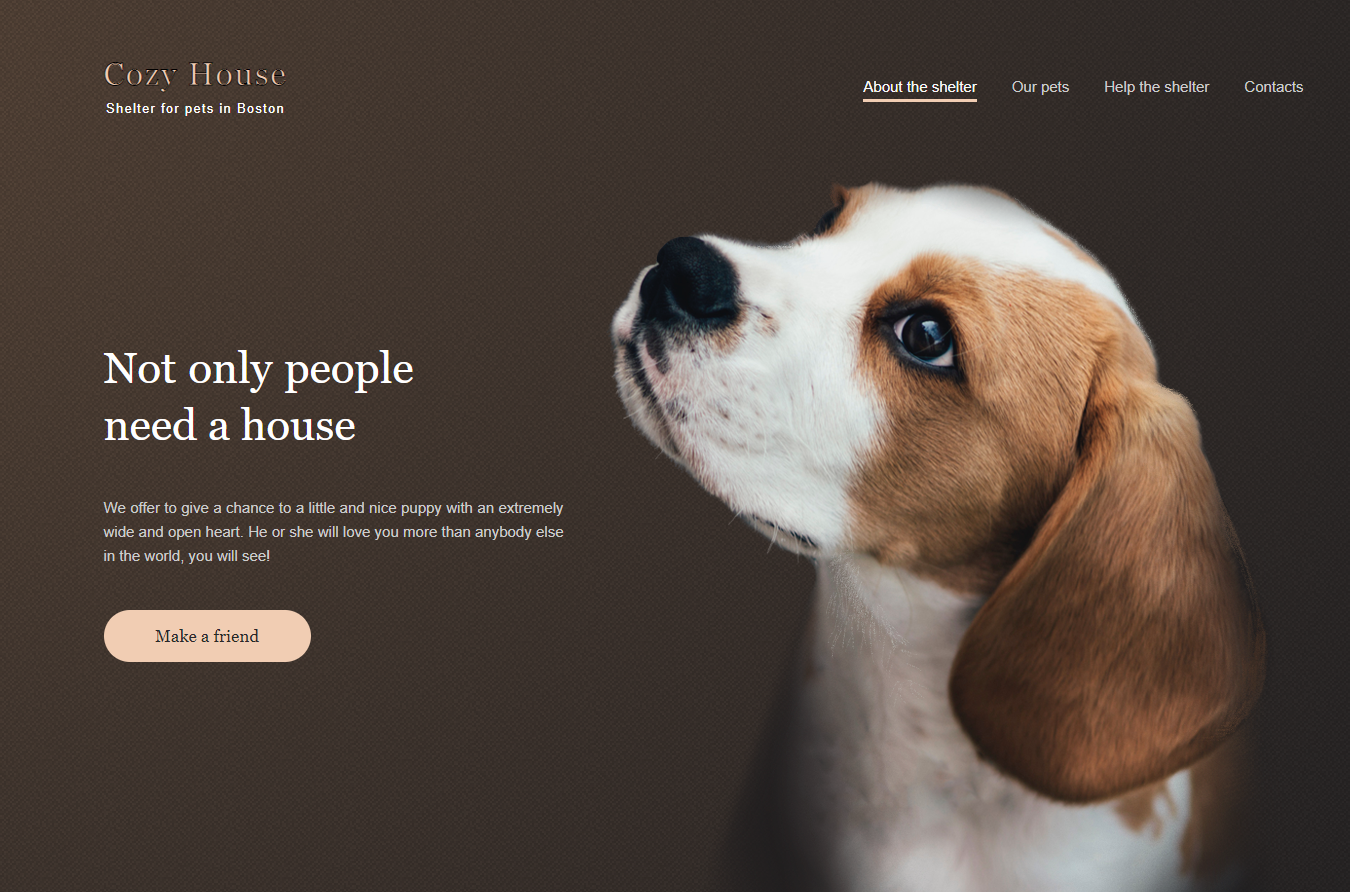 Cozy House
Shelter for pets in Boston
About the shelter
Our pets
Help the shelter
Contacts
Not only people
need a house
We offer to give a chance to a little and nice puppy with an extremely
wide and open heart. He or she will love you more than anybody else
in the world, you will see!
Make a friend